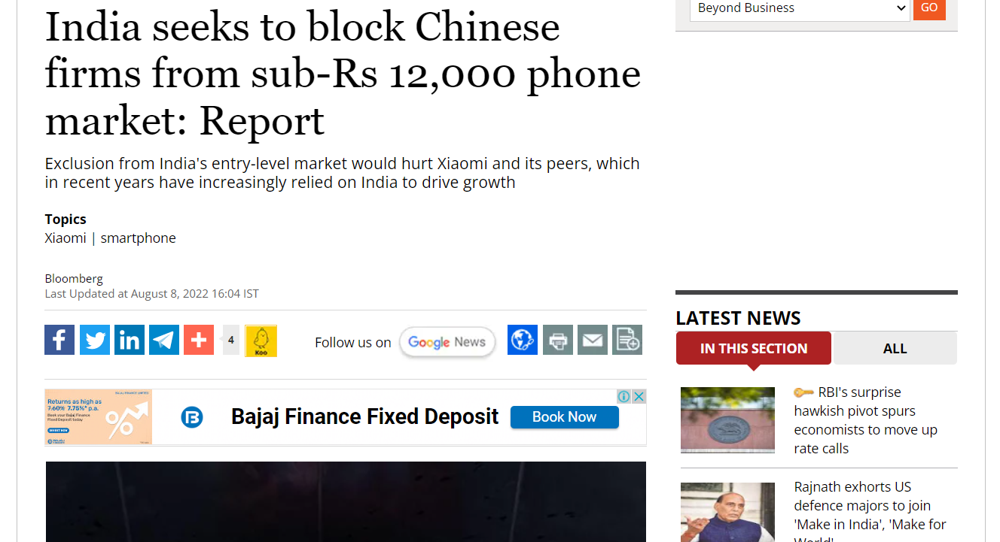 India seeks to block Chinese
firms from sub-Rs 12,000 phone
market: Report
Exclusion from India's entry-level market would hurt Xiaomi and its peers, which
in recent years have increasingly relied on India to drive growth
Topics
Xiaomi | smartphone
Bloomberg
Last Updated at August 8, 2022 16:04 IST
4
Koo
Follow us on
Google News
BAJAJ FINANCE LIMITED
Returns as high as
7.60% 7.75%* p.a.
Book your Bajaj Finance
Fixed Deposit today
INVEST NOW
Bajaj Finance Fixed Deposit
Book Now
Beyond Business
GO
LATEST NEWS
IN THIS SECTION
ALL
RBI's surprise
hawkish pivot spurs
economists to move up
rate calls
Rajnath exhorts US
defence majors to join
'Make in India', 'Make for
World'